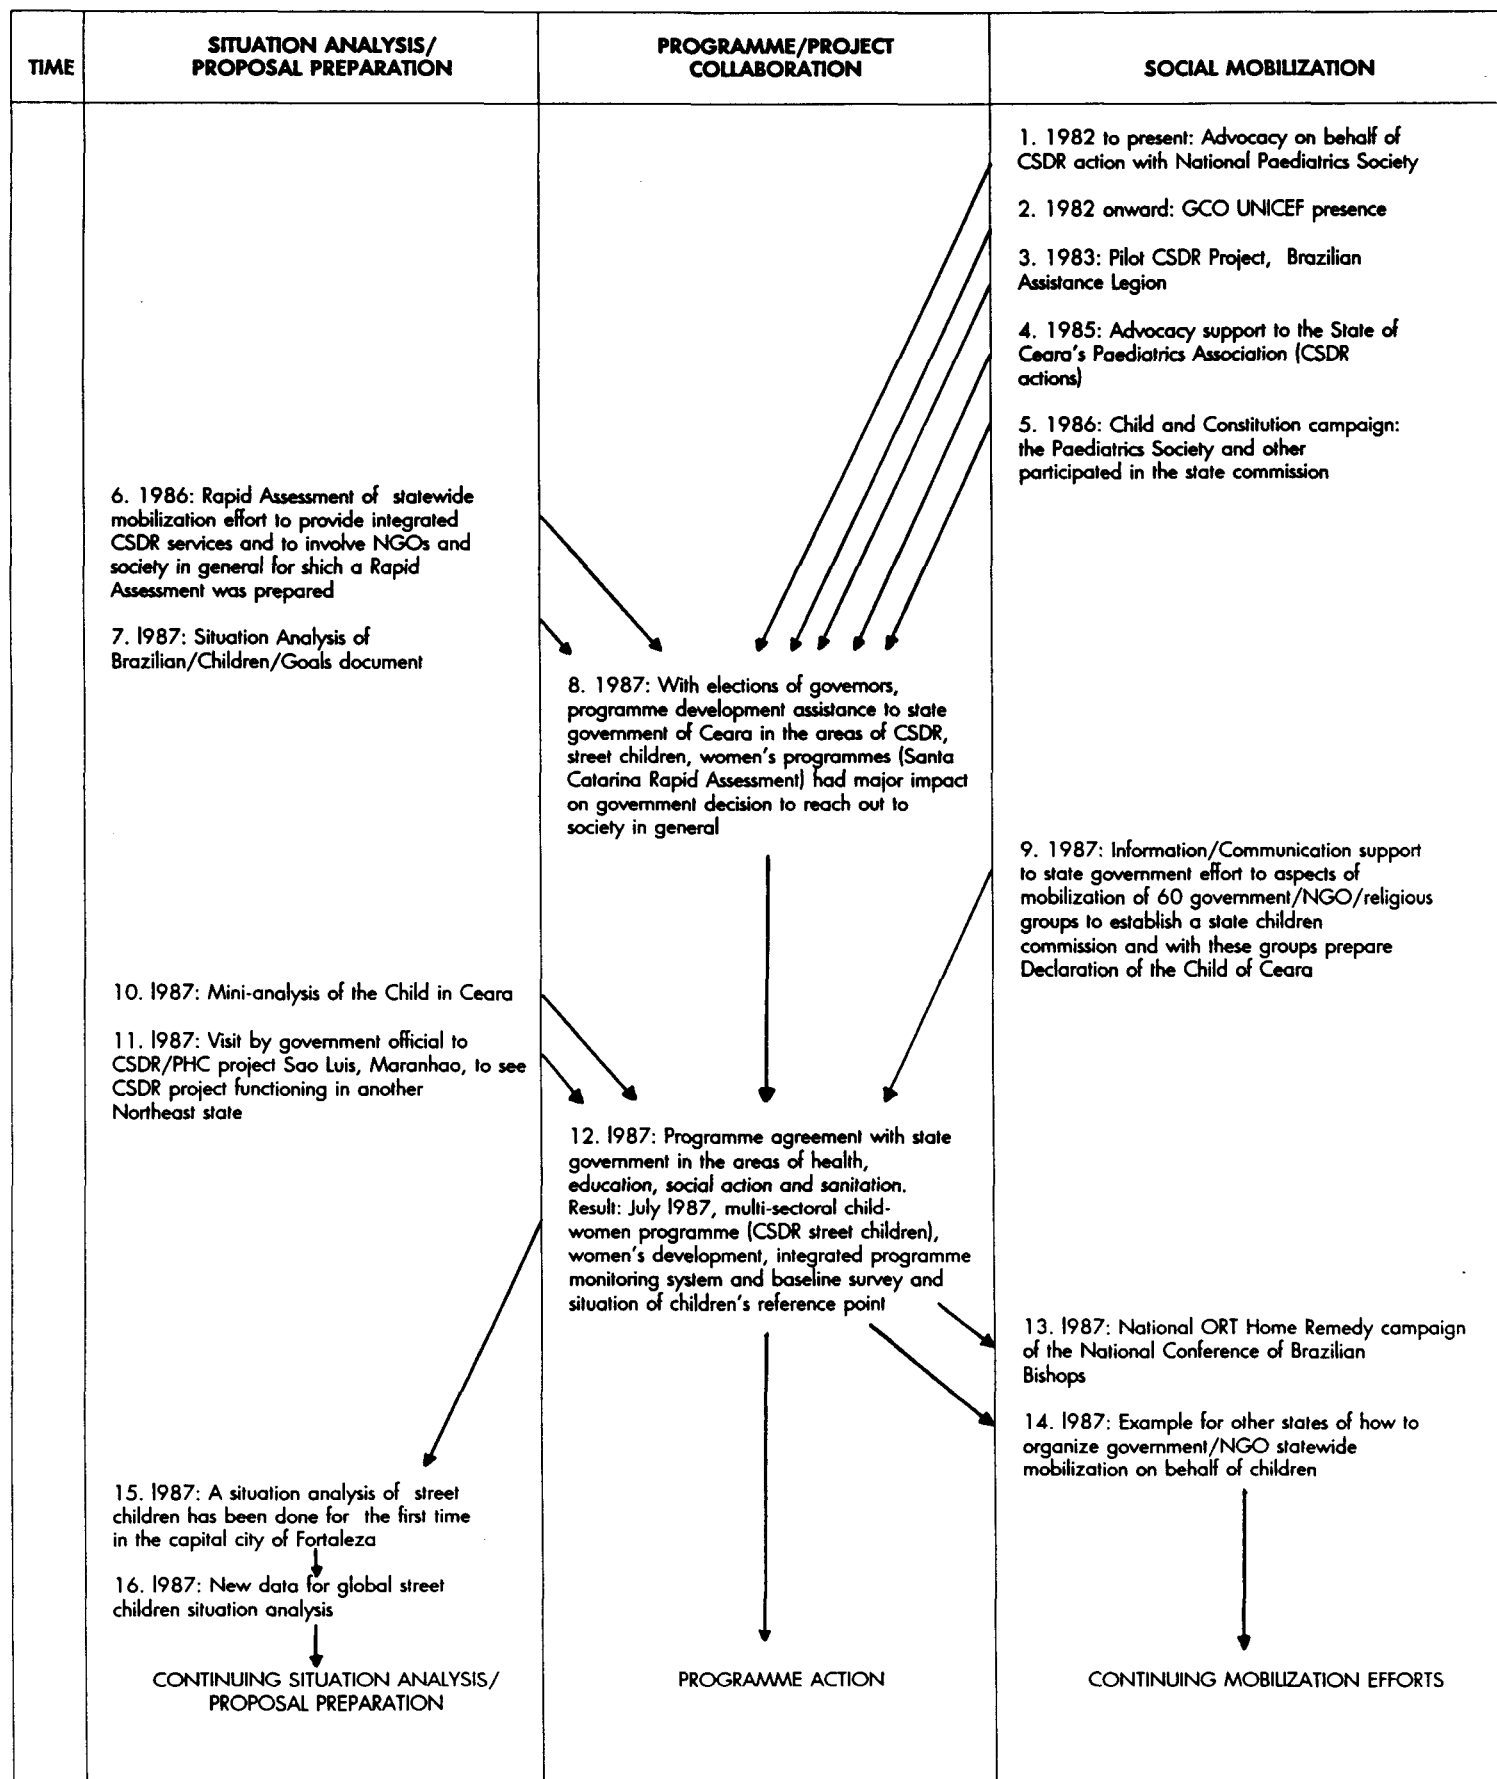 TIME
SITUATION ANALYSIS/
PROPOSAL PREPARATION
PROGRAMME/PROJECT
COLLABORATION
SOCIAL MOBILIZATION
1. 1982 to present: Advocacy on behalf of
CSDR action with National Paediatrics Society
2. 1982 onward: GCO UNICEF presence
3. 1983: Pilot CSDR Project, Brazilian
Assistance Legion
4. 1985: Advocacy support to the State of
Ceara's Paediatrics Association (CSDR
actions)
5. 1986: Child and Constitution campaign:
the Paediatrics Society and other
participated in the state commission
6. 1986: Rapid Assessment of statewide
mobilization effort to provide integrated
CSDR services and to involve NGOs and
society in general for shich a Rapid
Assessment was prepared
7. 1987: Situation Analysis of
Brazilian/Children/Goals document
8. 1987: With elections of governors,
programme development assistance to state
government of Ceara in the areas of CSDR,
street children, women's programmes (Santa
Catarina Rapid Assessment) had major impact
on government decision to reach out to
society in general
9. 1987: Information/Communication support
to state government effort to aspects of
mobilization of 60 government/NGO/religious
groups to establish a state children
commission and with these groups prepare
Declaration of the Child of Ceara
10. 1987: Mini-analysis of the Child in Ceara
11. 1987: Visit by government official to
CSDR/PHC project Sao Luis, Maranhao, to see
CSDR project functioning in another
Northeast state
12. 1987: Programme agreement with state
government in the areas of health,
education, social action and sanitation.
Result: July 1987, multi-sectoral child-
women programme (CSDR street children),
women's development, integrated programme
monitoring system and baseline survey and
situation of children's reference point
13. 1987: National ORT Home Remedy campaign
of the National Conference of Brazilian
Bishops
14. 1987: Example for other states of how to
organize government/NGO statewide
mobilization on behalf of children
15. 1987: A situation analysis of street
children has been done for the first time
in the capital city of Fortaleza
16. 1987: New data for global street
children situation analysis
CONTINUING SITUATION ANALYSIS/
PROPOSAL PREPARATION
PROGRAMME ACTION
CONTINUING MOBILIZATION EFFORTS